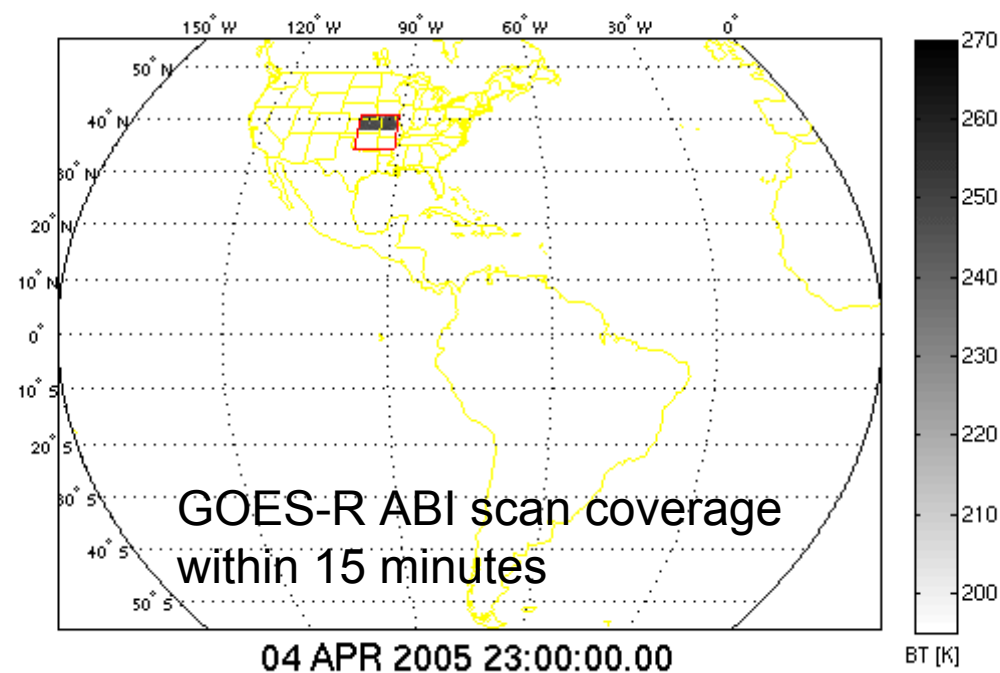 150° W 120° W 90° W 60° W 30° W 0°
50° N
40° N
30° N
20° N
10° N
0°
10° S
20° S
30° S
40° S
50° S
GOES-R ABI scan coverage
within 15 minutes
04 APR 2005 23:00:00.00
270
260
250
240
230
220
210
200
BT [K]